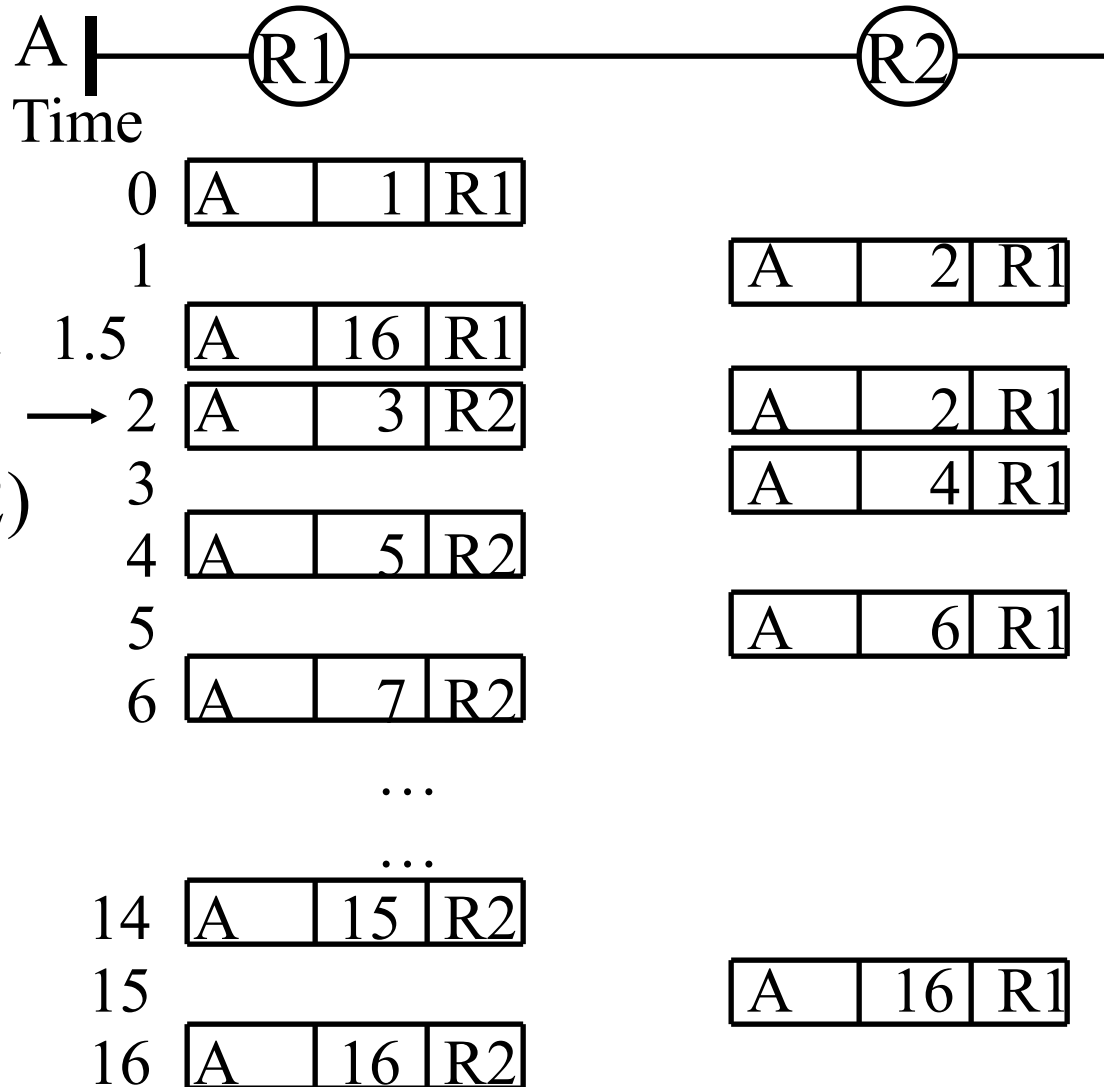 A R1 R2
Time
0 A 1 R1
1 A 2 R1
1.5 A 16 R1
2 A 3 R2 A 2 R1
3 A 4 R1
)
4 A 5 R2
5 A 6 R1
6 A 7 R2
...
...
14 A 15 R2
15 A 16 R1
16 A 16 R2